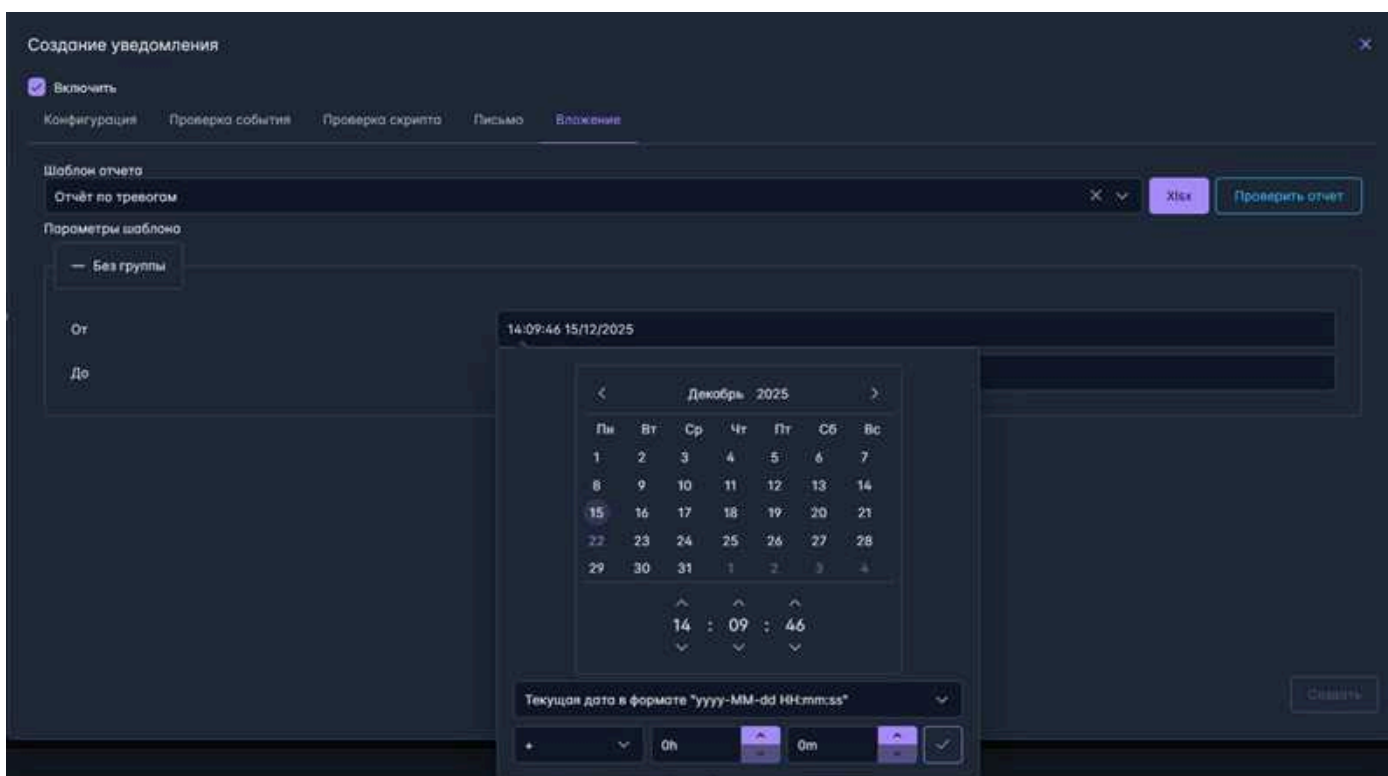 Создание уведомления
Включить
Конфигурация Проверка события Проверка скрипта Письмо Вложение
Шаблон отчета
Отчёт по тревогам Xlsx Проверить отчет
Параметры шаблона
— Без группы
От 14:09:46 15/12/2025
До
Декабрь 2025
Пн Вт Ср Чт Пт Сб Вс
1 2 3 4 5 6 7
8 9 10 11 12 13 14
15 16 17 18 19 20 21
22 23 24 25 26 27 28
29 30 31 1 2 3 4
14 : 09 : 46
Текущая дата в формате "yyyy-MM-dd HH:mm:ss"
Создать
+ 0h 0m